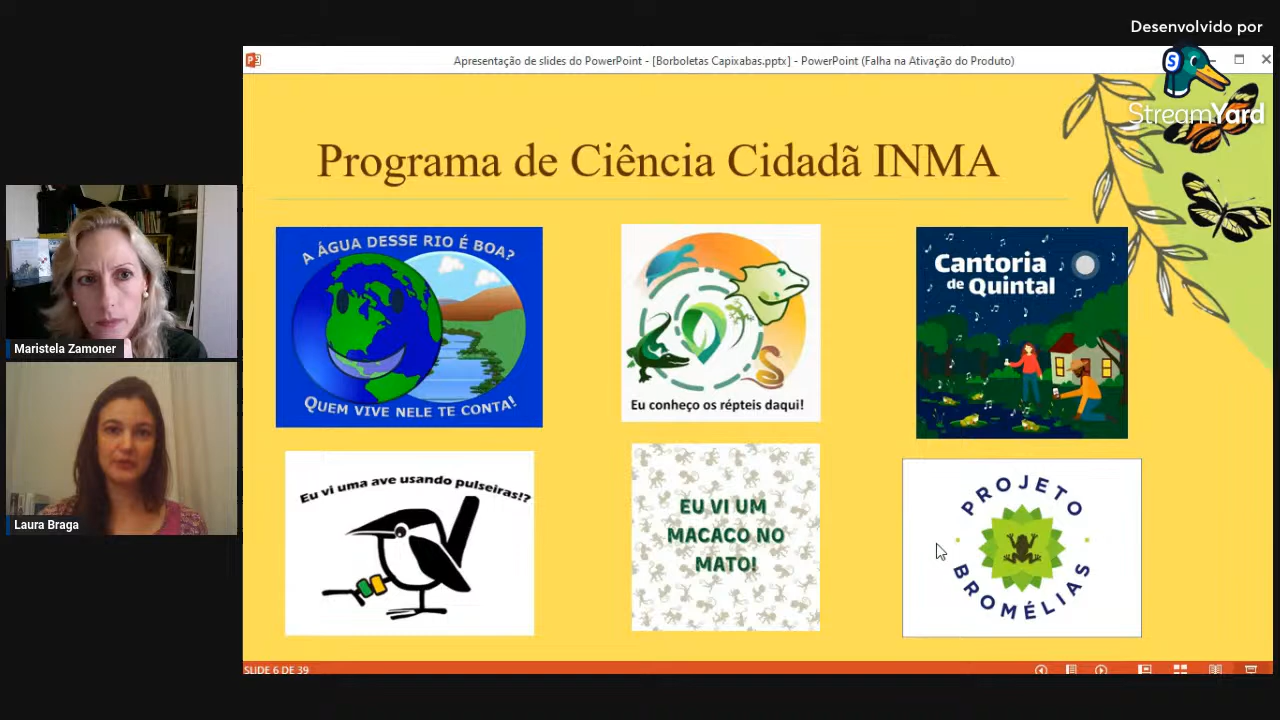 Desenvolvido por
StreamYard
Apresentação de slides do PowerPoint - [Borboletas Capixabas.pptx] - PowerPoint (Falha na Ativação do Produto)
Programa de Ciência Cidadã INMA
A ÁGUA DESSE RIO É BOA?
QUEM VIVE NELE TE CONTA!
Eu conheço os répteis daqui!
Cantoria
de Quintal
Eu vi uma ave usando pulseiras!?
EU VI UM
MACACO NO
MATO!
PROJETO
BROMÉLIAS
Maristela Zamoner
Laura Braga
SLIDE 6 DE 39